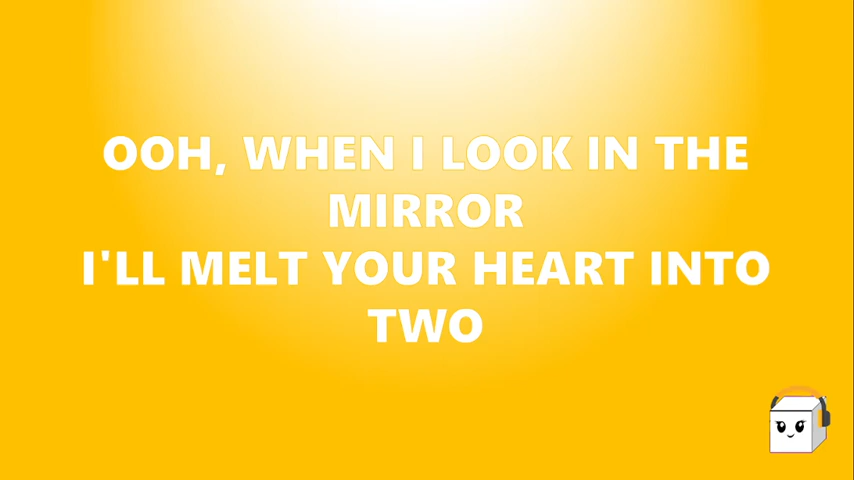 OOH, WHEN I LOOK IN THE
MIRROR
I'LL MELT YOUR HEART INTO
TWO